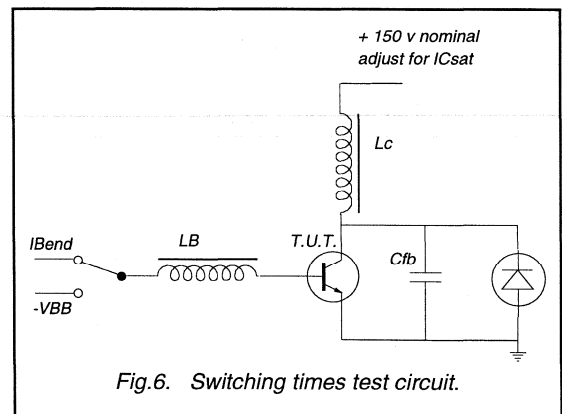 + 150 v nominal
adjust for ICsat
Lc
IBend
LB
T.U.T.
Cfb
-VBB
Fig.6. Switching times test circuit.